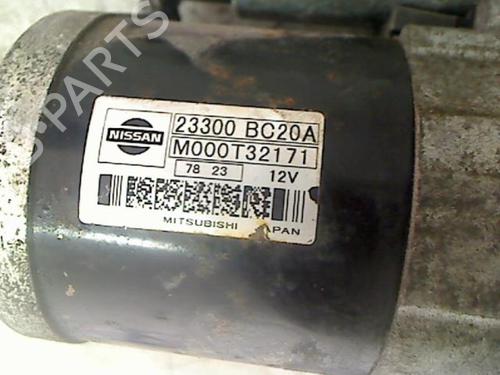 NISSAN
23300 BC20A
M000T32171
78 23
12V
MITSUBISHI JAPAN
B-PARTS